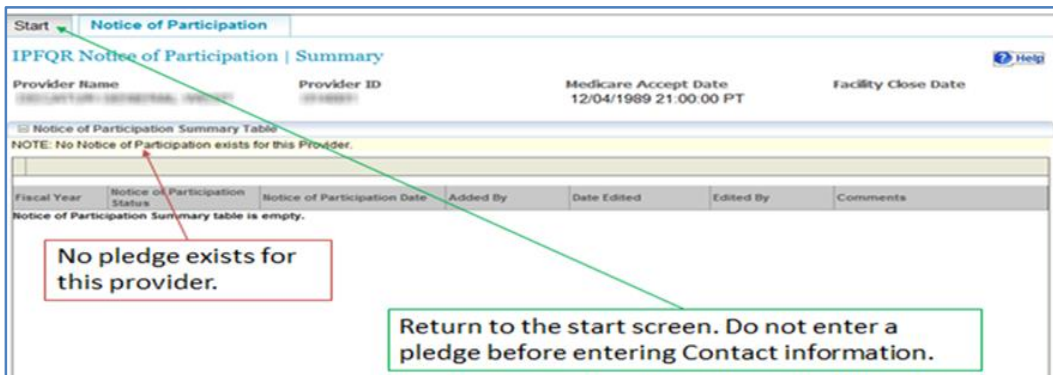 Start Notice of Participation
IPFQR Notice of Participation | Summary
Help
Provider Name Provider ID Medicare Accept Date Facility Close Date
12/04/1989 21:00:00 PT
Notice of Participation Summary Table
NOTE: No Notice of Participation exists for this Provider.
Fiscal Year Notice of Participation Status Notice of Participation Date Added By Date Edited Edited By Comments
Notice of Participation Summary table is empty.
No pledge exists for
this provider.
Return to the start screen. Do not enter a
pledge before entering Contact information.